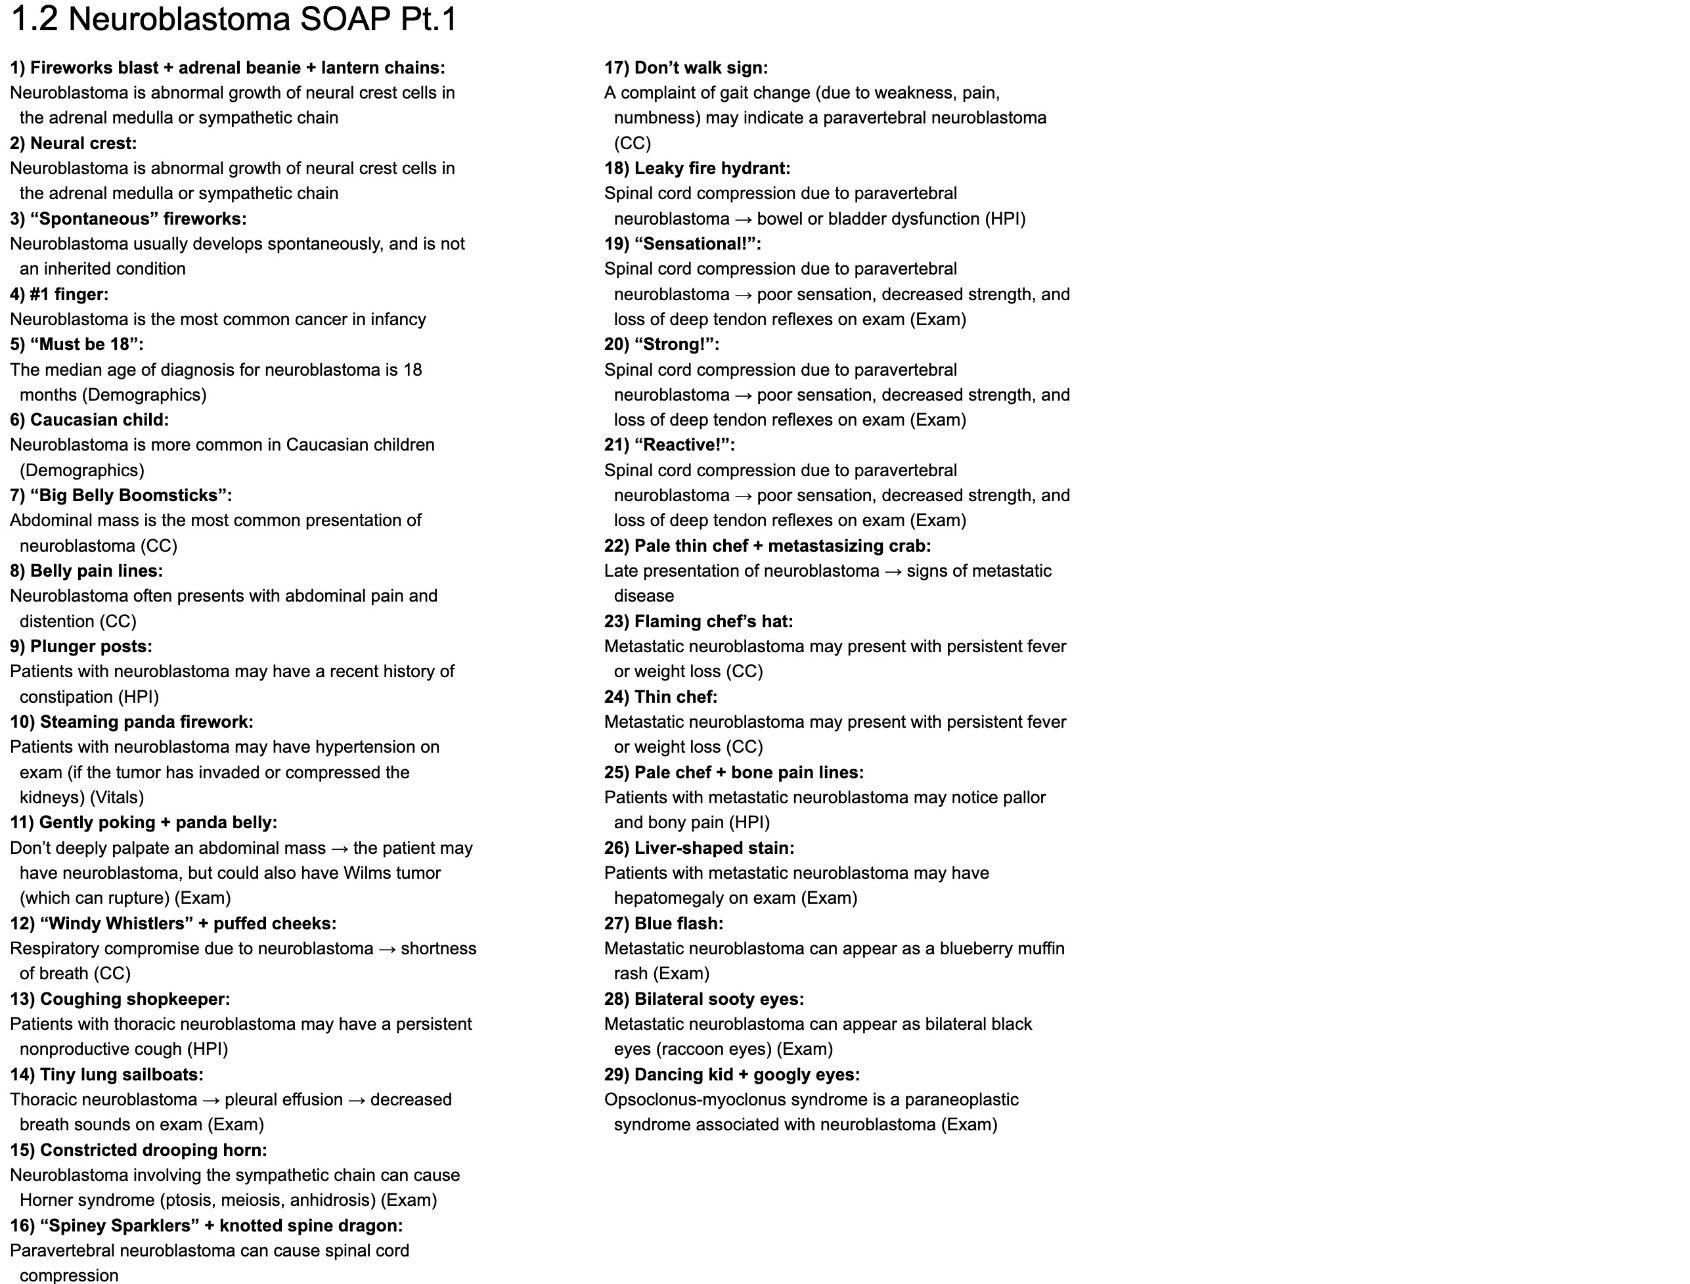 1.2 Neuroblastoma SOAP Pt.1
1) Fireworks blast + adrenal beanie + lantern chains:
Neuroblastoma is abnormal growth of neural crest cells in
the adrenal medulla or sympathetic chain
2) Neural crest:
Neuroblastoma is abnormal growth of neural crest cells in
the adrenal medulla or sympathetic chain
3) “Spontaneous” fireworks:
Neuroblastoma usually develops spontaneously, and is not
an inherited condition
4) #1 finger:
Neuroblastoma is the most common cancer in infancy
5) “Must be 18”:
The median age of diagnosis for neuroblastoma is 18
months (Demographics)
6) Caucasian child:
Neuroblastoma is more common in Caucasian children
(Demographics)
7) “Big Belly Boomsticks”:
Abdominal mass is the most common presentation of
neuroblastoma (CC)
8) Belly pain lines:
Neuroblastoma often presents with abdominal pain and
distention (CC)
9) Plunger posts:
Patients with neuroblastoma may have a recent history of
constipation (HPI)
10) Steaming panda firework:
Patients with neuroblastoma may have hypertension on
exam (if the tumor has invaded or compressed the
kidneys) (Vitals)
11) Gently poking + panda belly:
Don’t deeply palpate an abdominal mass → the patient may
have neuroblastoma, but could also have Wilms tumor
(which can rupture) (Exam)
12) “Windy Whistlers” + puffed cheeks:
Respiratory compromise due to neuroblastoma → shortness
of breath (CC)
13) Coughing shopkeeper:
Patients with thoracic neuroblastoma may have a persistent
nonproductive cough (HPI)
14) Tiny lung sailboats:
Thoracic neuroblastoma → pleural effusion → decreased
breath sounds on exam (Exam)
15) Constricted drooping horn:
Neuroblastoma involving the sympathetic chain can cause
Horner syndrome (ptosis, meiosis, anhidrosis) (Exam)
16) “Spiney Sparklers” + knotted spine dragon:
Paravertebral neuroblastoma can cause spinal cord
compression
17) Don’t walk sign:
A complaint of gait change (due to weakness, pain,
numbness) may indicate a paravertebral neuroblastoma
(CC)
18) Leaky fire hydrant:
Spinal cord compression due to paravertebral
neuroblastoma → bowel or bladder dysfunction (HPI)
19) “Sensational!”:
Spinal cord compression due to paravertebral
neuroblastoma → poor sensation, decreased strength, and
loss of deep tendon reflexes on exam (Exam)
20) “Strong!”:
Spinal cord compression due to paravertebral
neuroblastoma → poor sensation, decreased strength, and
loss of deep tendon reflexes on exam (Exam)
21) “Reactive!”:
Spinal cord compression due to paravertebral
neuroblastoma → poor sensation, decreased strength, and
loss of deep tendon reflexes on exam (Exam)
22) Pale thin chef + metastasizing crab:
Late presentation of neuroblastoma → signs of metastatic
disease
23) Flaming chef’s hat:
Metastatic neuroblastoma may present with persistent fever
or weight loss (CC)
24) Thin chef:
Metastatic neuroblastoma may present with persistent fever
or weight loss (CC)
25) Pale chef + bone pain lines:
Patients with metastatic neuroblastoma may notice pallor
and bony pain (HPI)
26) Liver-shaped stain:
Patients with metastatic neuroblastoma may have
hepatomegaly on exam (Exam)
27) Blue flash:
Metastatic neuroblastoma can appear as a blueberry muffin
rash (Exam)
28) Bilateral sooty eyes:
Metastatic neuroblastoma can appear as bilateral black
eyes (raccoon eyes) (Exam)
29) Dancing kid + googly eyes:
Opsoclonus-myoclonus syndrome is a paraneoplastic
syndrome associated with neuroblastoma (Exam)